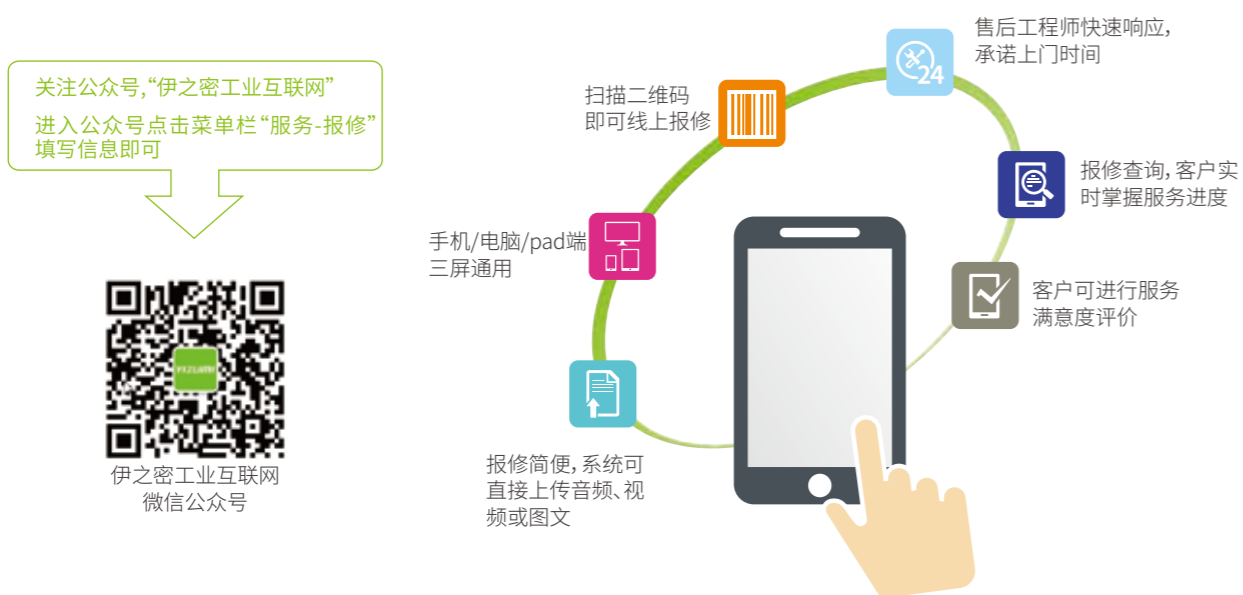 关注公众号,“伊之密工业互联网”
进入公众号点击菜单栏“服务-报修”
填写信息即可
伊之密工业互联网
微信公众号
售后工程师快速响应,
承诺上门时间
24
扫描二维码
即可线上报修
报修查询,客户实
时掌握服务进度
手机/电脑/pad端
三屏通用
客户可进行服务
满意度评价
报修简便,系统可
直接上传音频、视
频或图文